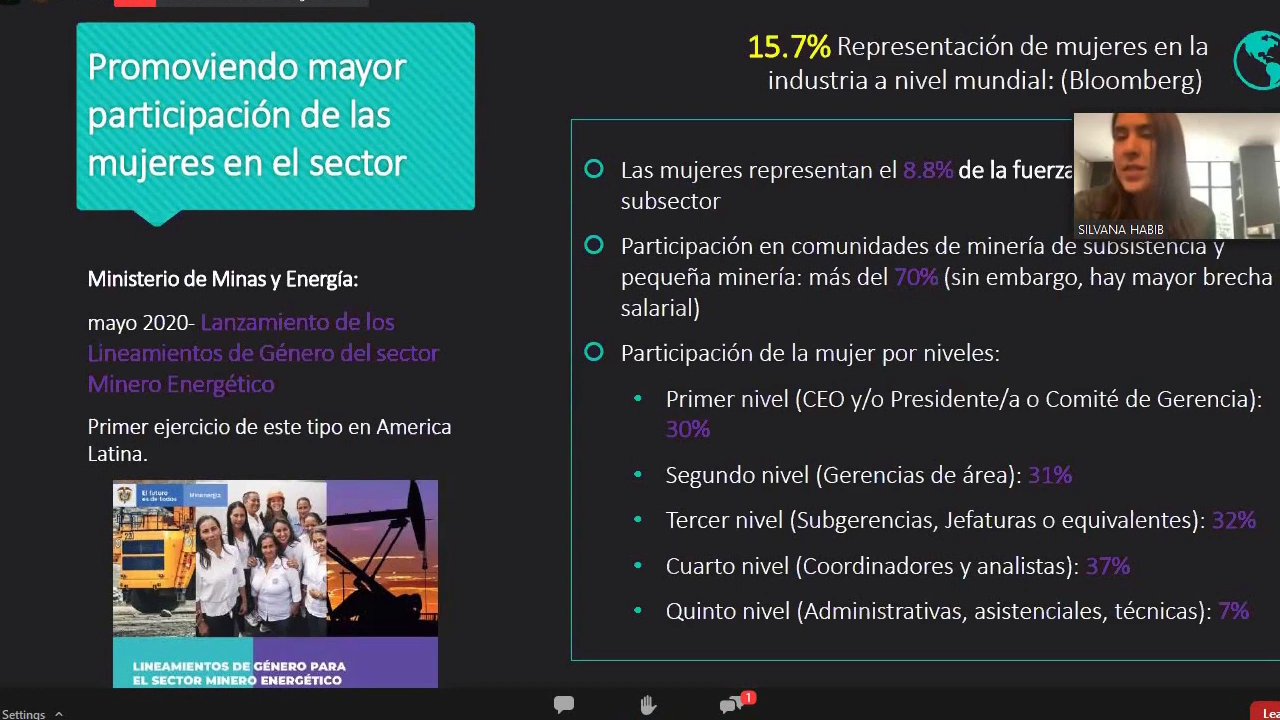 Promoviendo mayor
participación de las
mujeres en el sector
Ministerio de Minas y Energía:
mayo 2020- Lanzamiento de los
Lineamientos de Género del sector
Minero Energético
Primer ejercicio de este tipo en America
Latina.
El futuro
es de todos
Minenergía
LINEAMIENTOS DE GÉNERO PARA
EL SECTOR MINERO ENERGÉTICO
15.7% Representación de mujeres en la
industria a nivel mundial: (Bloomberg)
Las mujeres representan el 8.8% de la fuerza
subsector
SILVANA HABIB
Participación en comunidades de minería de subsistencia y
pequeña minería: más del 70% (sin embargo, hay mayor brecha
salarial)
Participación de la mujer por niveles:
Primer nivel (CEO y/o Presidente/a o Comité de Gerencia):
30%
Segundo nivel (Gerencias de área): 31%
Tercer nivel (Subgerencias, Jefaturas o equivalentes): 32%
Cuarto nivel (Coordinadores y analistas): 37%
Quinto nivel (Administrativas, asistenciales, técnicas): 7%
Settings
1
Lea